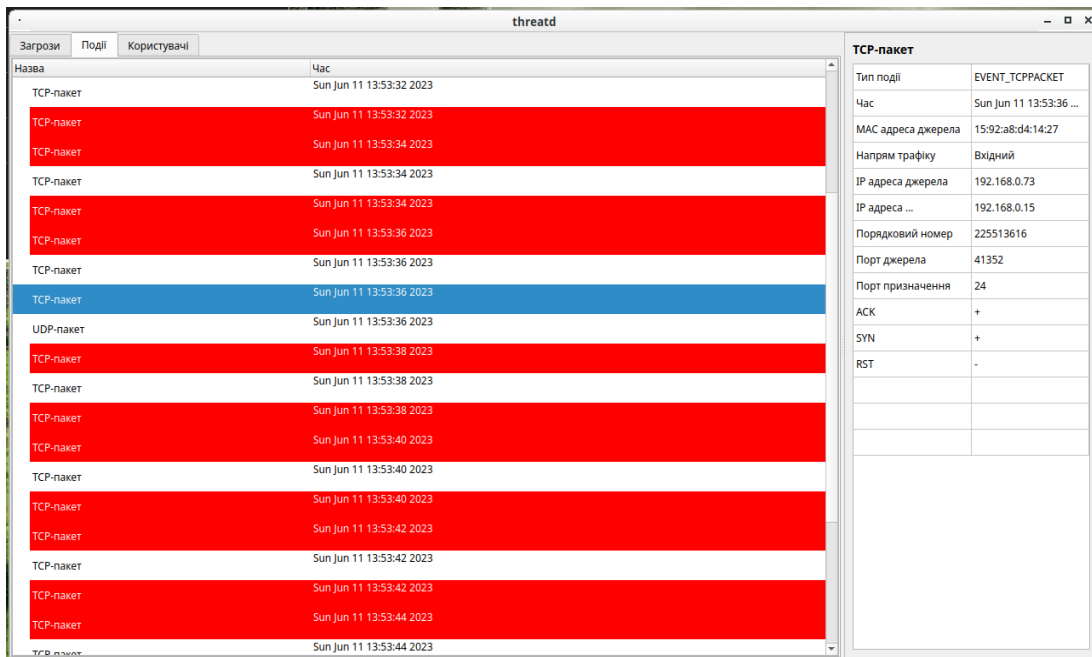 threatd
Загрози Події Користувачі
Назва Час
TCP-пакет Sun Jun 11 13:53:32 2023
TCP-пакет Sun Jun 11 13:53:32 2023
TCP-пакет Sun Jun 11 13:53:34 2023
TCP-пакет Sun Jun 11 13:53:34 2023
TCP-пакет Sun Jun 11 13:53:34 2023
TCP-пакет Sun Jun 11 13:53:36 2023
TCP-пакет Sun Jun 11 13:53:36 2023
TCP-пакет Sun Jun 11 13:53:36 2023
UDP-пакет Sun Jun 11 13:53:36 2023
TCP-пакет Sun Jun 11 13:53:38 2023
TCP-пакет Sun Jun 11 13:53:38 2023
TCP-пакет Sun Jun 11 13:53:38 2023
TCP-пакет Sun Jun 11 13:53:40 2023
TCP-пакет Sun Jun 11 13:53:40 2023
TCP-пакет Sun Jun 11 13:53:40 2023
TCP-пакет Sun Jun 11 13:53:42 2023
TCP-пакет Sun Jun 11 13:53:42 2023
TCP-пакет Sun Jun 11 13:53:42 2023
TCP-пакет Sun Jun 11 13:53:44 2023
TCP-пакет Sun Jun 11 13:53:44 2023
TCP-пакет
Тип події EVENT_TCPPACKET
Час Sun Jun 11 13:53:36 ...
MAC адреса джерела 15:92:a8:d4:14:27
Напрям трафіку Вхідний
IP адреса джерела 192.168.0.73
IP адреса ... 192.168.0.15
Порядковий номер 225513616
Порт джерела 41352
Порт призначення 24
ACK +
SYN +
RST -